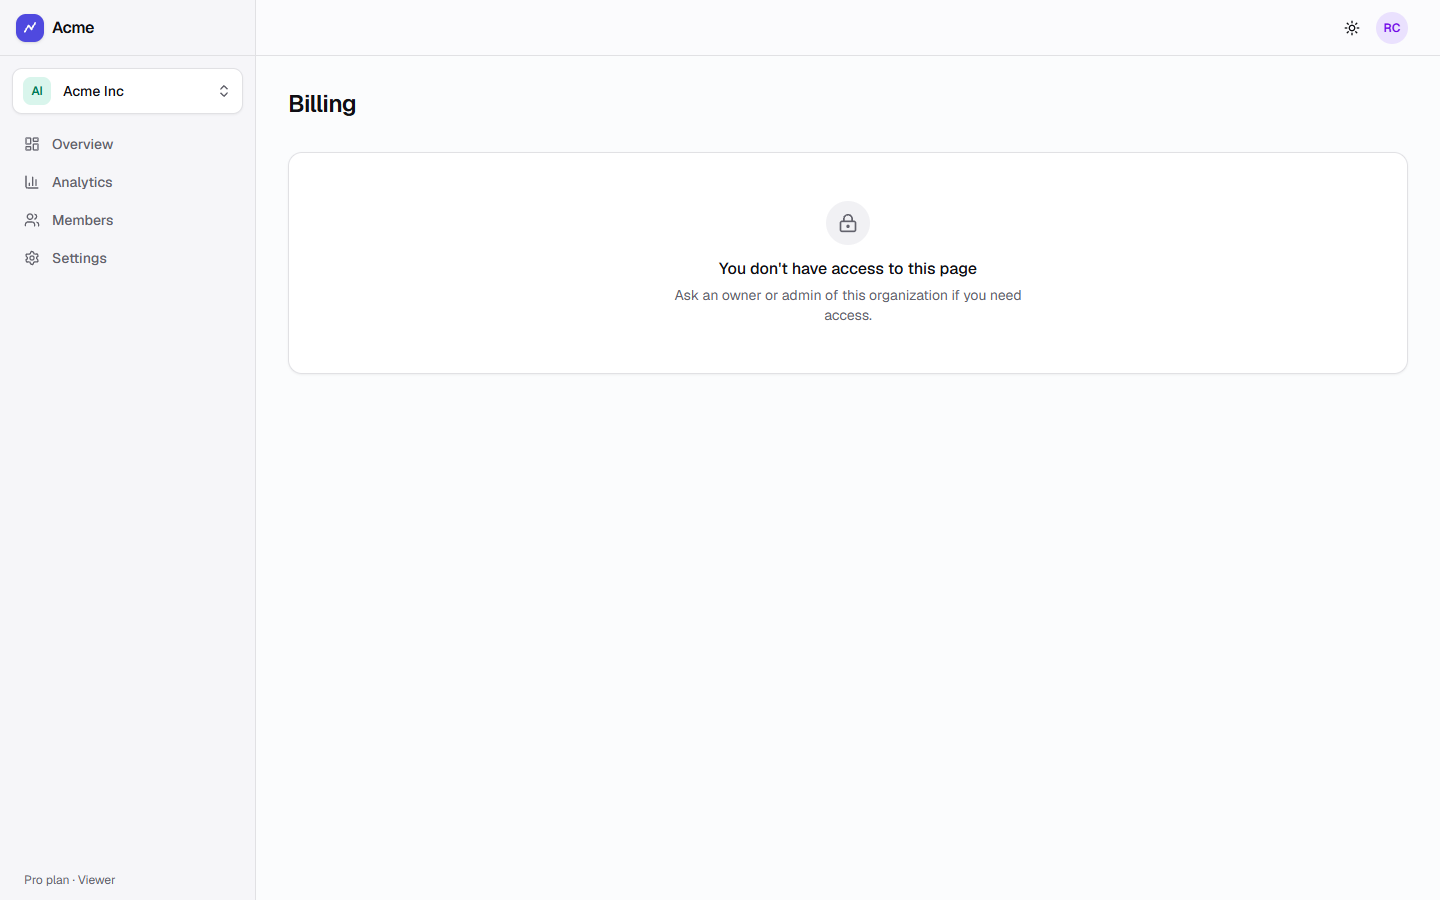 Acme
RC
AI
Acme Inc
Overview
Analytics
Members
Settings
Billing
You don't have access to this page
Ask an owner or admin of this organization if you need
access.
Pro plan · Viewer